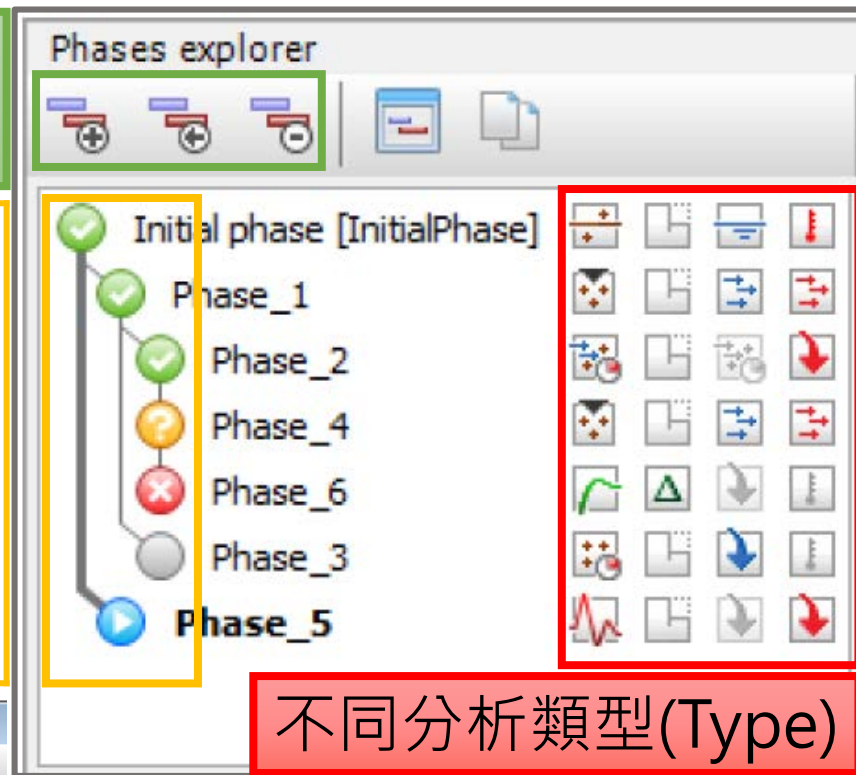 Phases explorer
Initial phase [InitialPhase]
Phase_1
Phase_2
Phase_4
Phase_6
Phase_3
Phase_5
不同分析類型(Type)